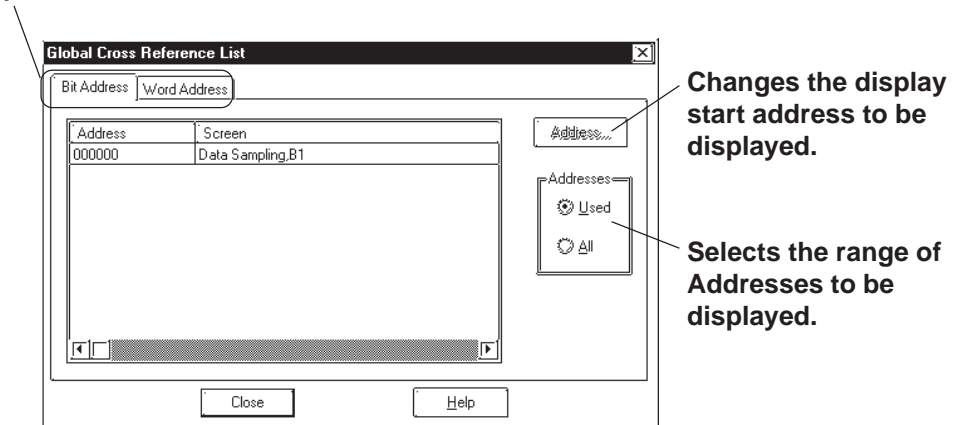 Global Cross Reference List
Bit Address Word Address
Address Screen
000000 Data Sampling,B1
Address...
Addresses
Used
All
Close Help
Changes the display
start address to be
displayed.
Selects the range of
Addresses to be
displayed.